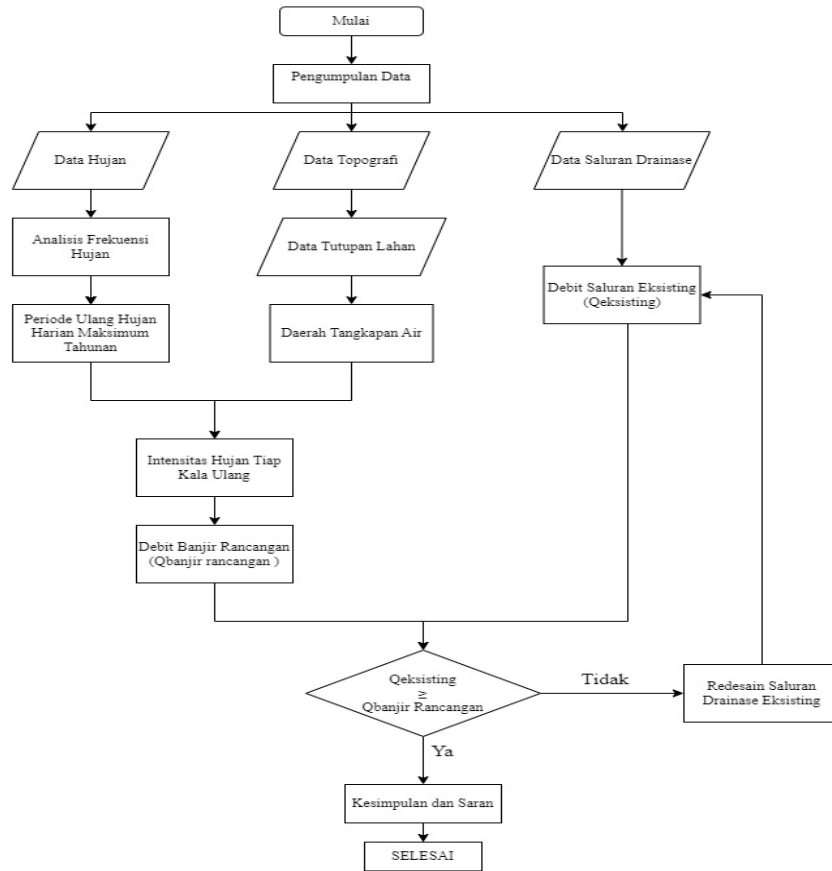 Mulai
Pengumpulan Data
Data Hujan
Data Topografi
Data Saluran Drainase
Analisis Frekuensi
Hujan
Data Tutupan Lahan
Debit Saluran Eksisting
(Qeksisting)
Periode Ulang Hujan
Harian Maksimum
Tahunan
Daerah Tangkapan Air
Intensitas Hujan Tiap
Kala Ulang
Debit Banjir Rancangan
(Qbanjir rancangan )
Qeksisting
≥
Qbanjir Rancangan
Tidak
Redesain Saluran
Drainase Eksisting
Ya
Kesimpulan dan Saran
SELESAI